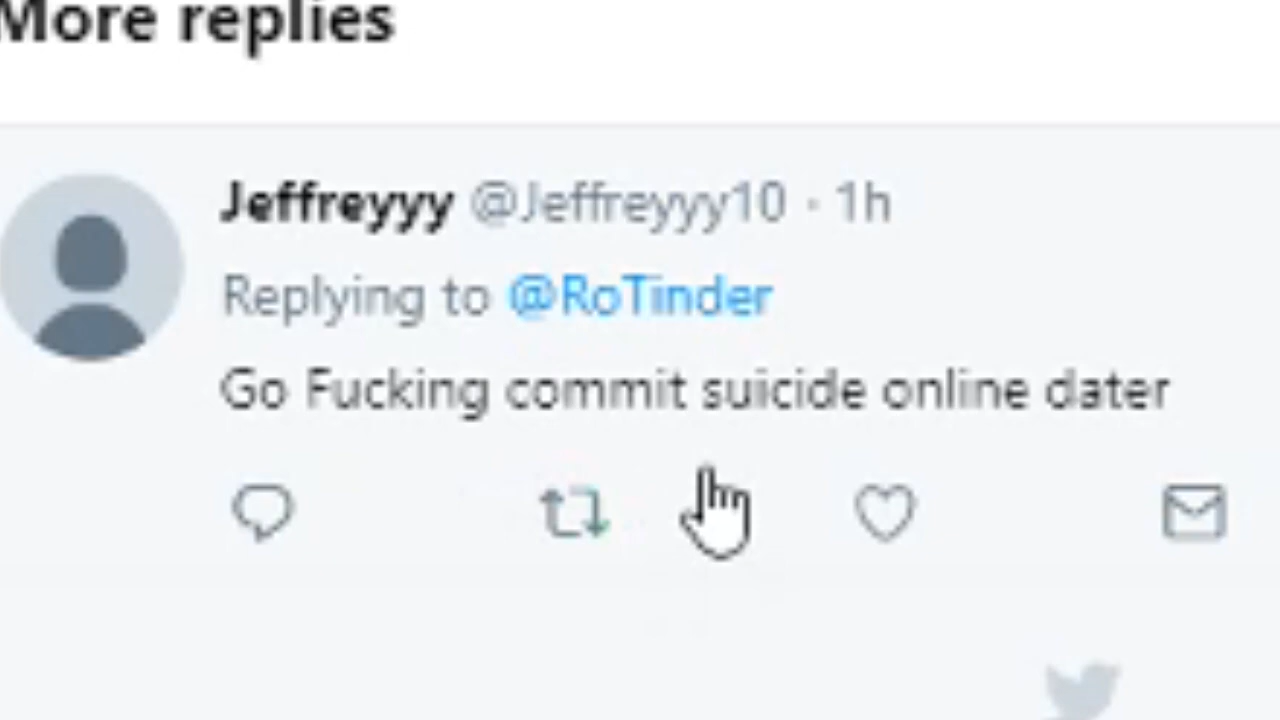 More replies
Jeffreyyy @Jeffreyyy10 · 1h
Replying to @RoTinder
Go Fucking commit suicide online dater